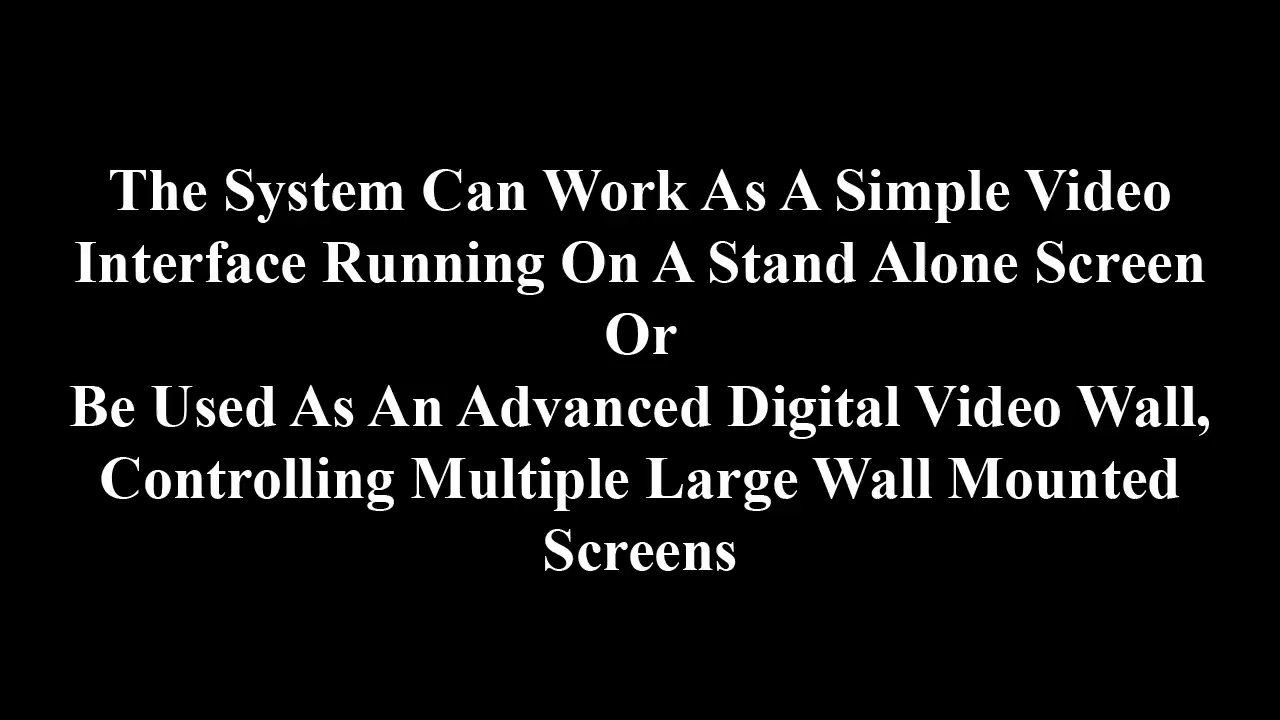 The System Can Work As A Simple Video
Interface Running On A Stand Alone Screen
Or
Be Used As An Advanced Digital Video Wall,
Controlling Multiple Large Wall Mounted
Screens